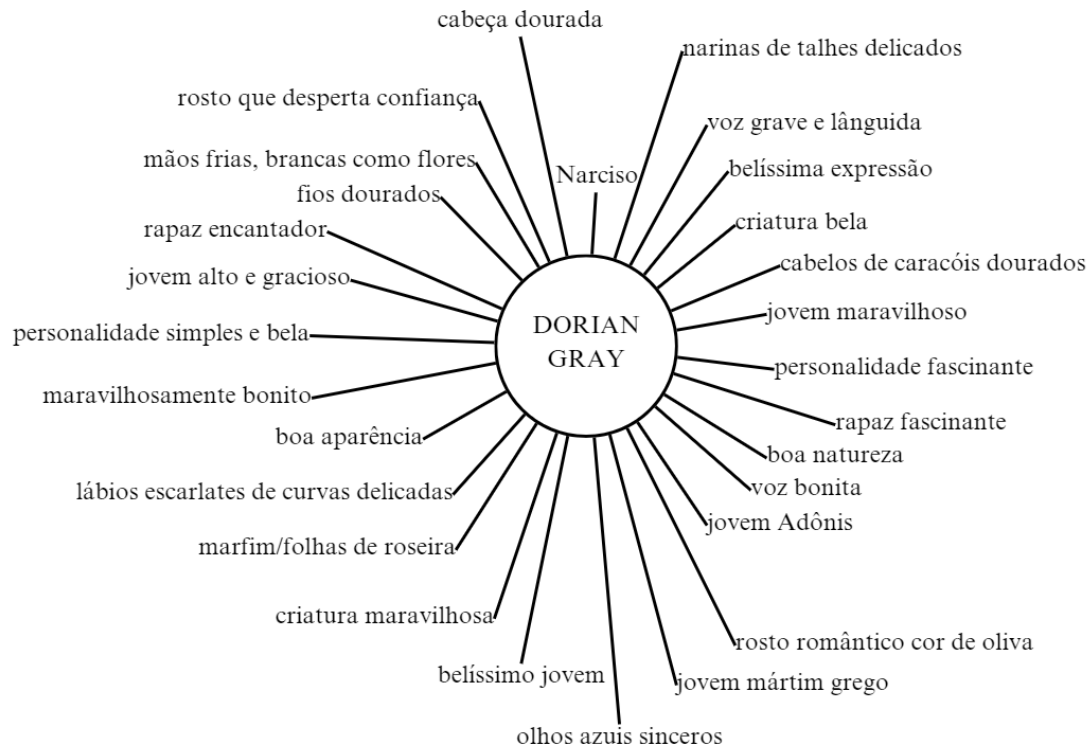 cabeça dourada
narinas de talhes delicados
rosto que desperta confiança
voz grave e lânguida
mãos frias, brancas como flores
belíssima expressão
Narciso
fios dourados
criatura bela
rapaz encantador
cabelos de caracóis dourados
jovem alto e gracioso
jovem maravilhoso
DORIAN
GRAY
personalidade simples e bela
personalidade fascinante
maravilhosamente bonito
rapaz fascinante
boa aparência
boa natureza
voz bonita
lábios escarlates de curvas delicadas
jovem Adônis
marfim/folhas de roseira
criatura maravilhosa
rosto romântico cor de oliva
belíssimo jovem
jovem mártim grego
olhos azuis sinceros